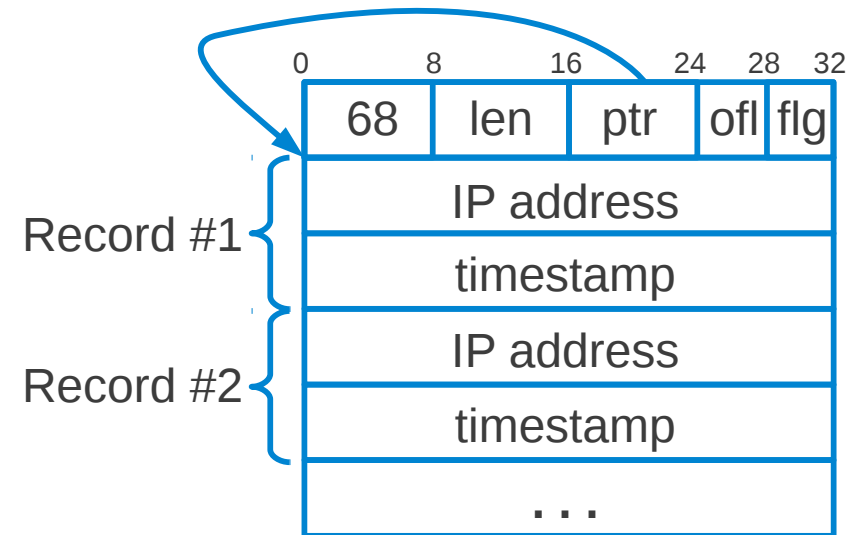 0 8 16 24 28 32
68 len ptr ofl flg
IP address
Record #1
timestamp
IP address
Record #2
timestamp
...